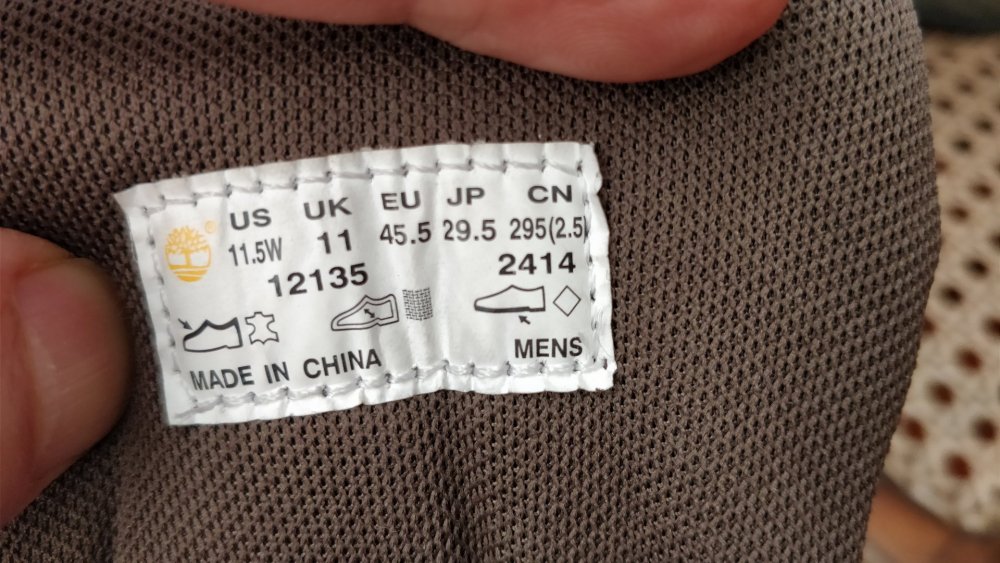 US UK EU JP CN
11.5W 11 45.5 29.5 295(2.5)
12135 2414
MADE IN CHINA MENS